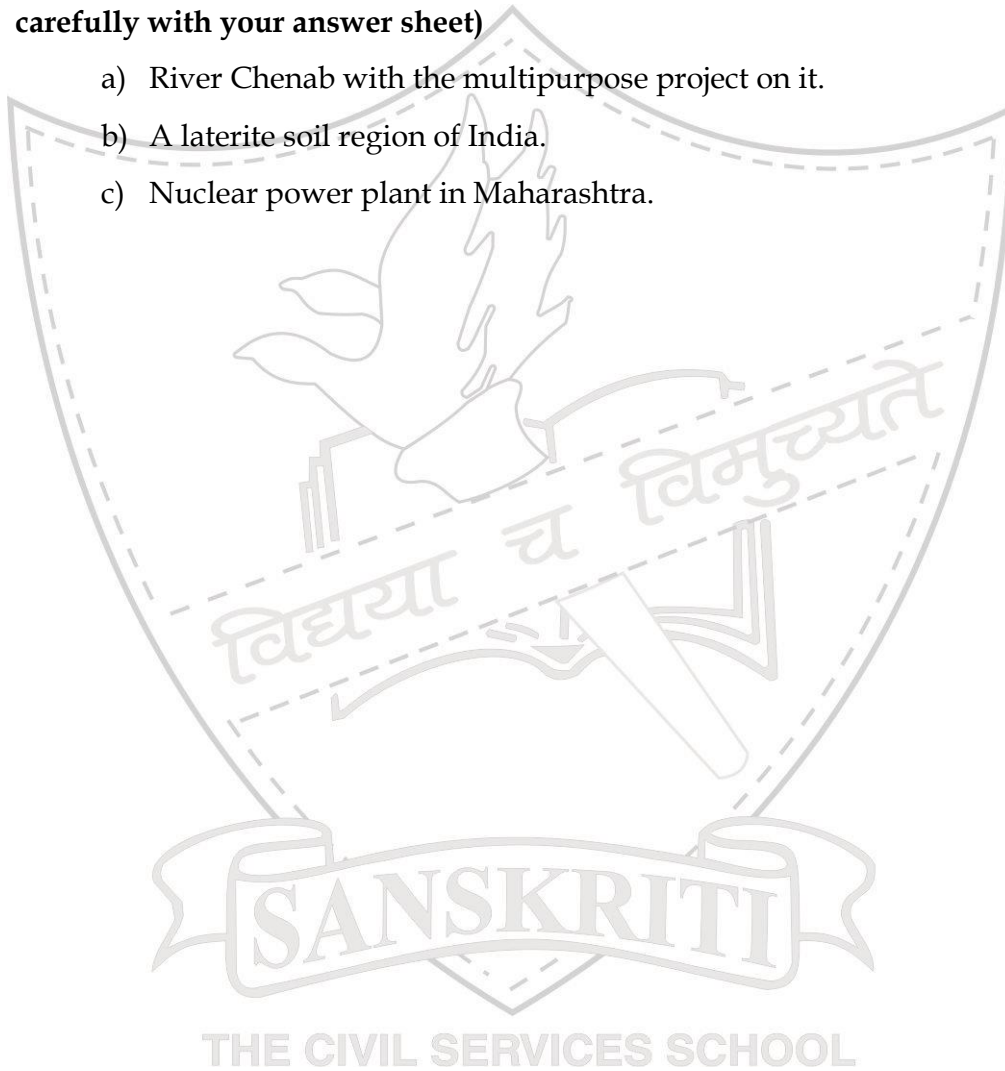 carefully with your answer sheet)
a) River Chenab with the multipurpose project on it.
b) A laterite soil region of India.
c) Nuclear power plant in Maharashtra.
विद्यया च विमुच्यते
SANSKRITI
THE CIVIL SERVICES SCHOOL